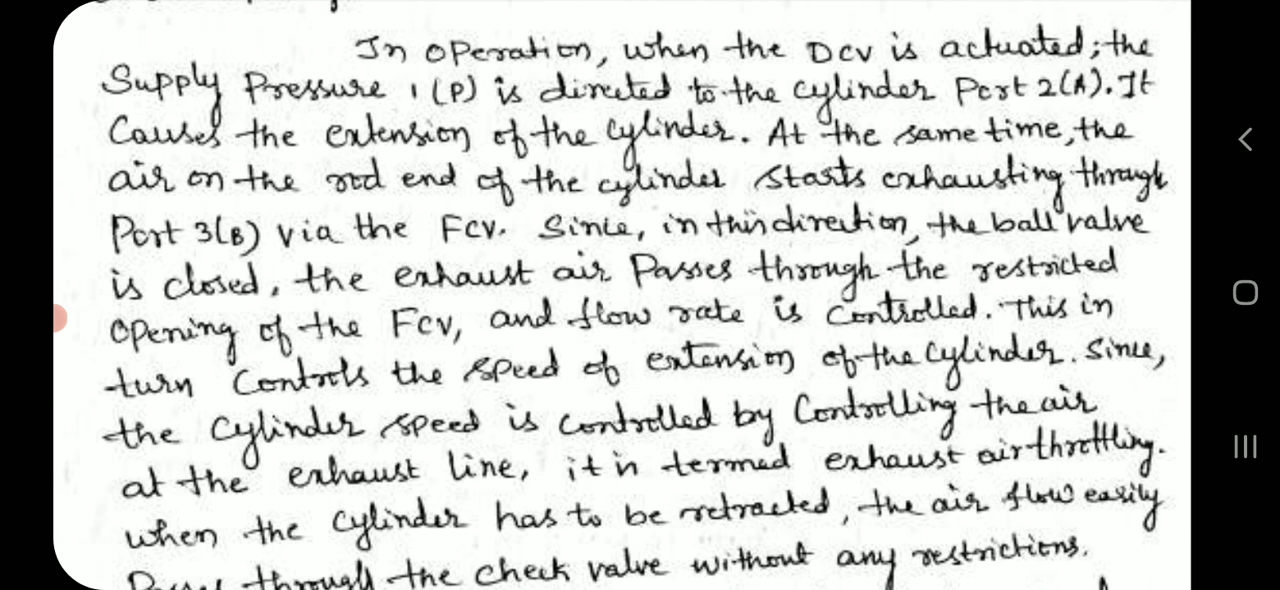 In operation, when the DCV is actuated; the
Supply Pressure 1 (P) is directed to the cylinder Port 2(A). It
Causes the extension of the cylinder. At the same time, the
air on the rod end of the cylinder starts exhausting through
Port 3(B) via the FCV. Since, in this direction, the ball valve
is closed, the exhaust air Passes through the restricted
opening of the FCV, and flow rate is controlled. This in
turn Controls the speed of extension of the cylinder. Since,
the Cylinder speed is controlled by Controlling the air
at the exhaust line, it is termed exhaust air throttling.
when the cylinder has to be retracted, the air flow easily
Passes through the check valve without any restrictions.